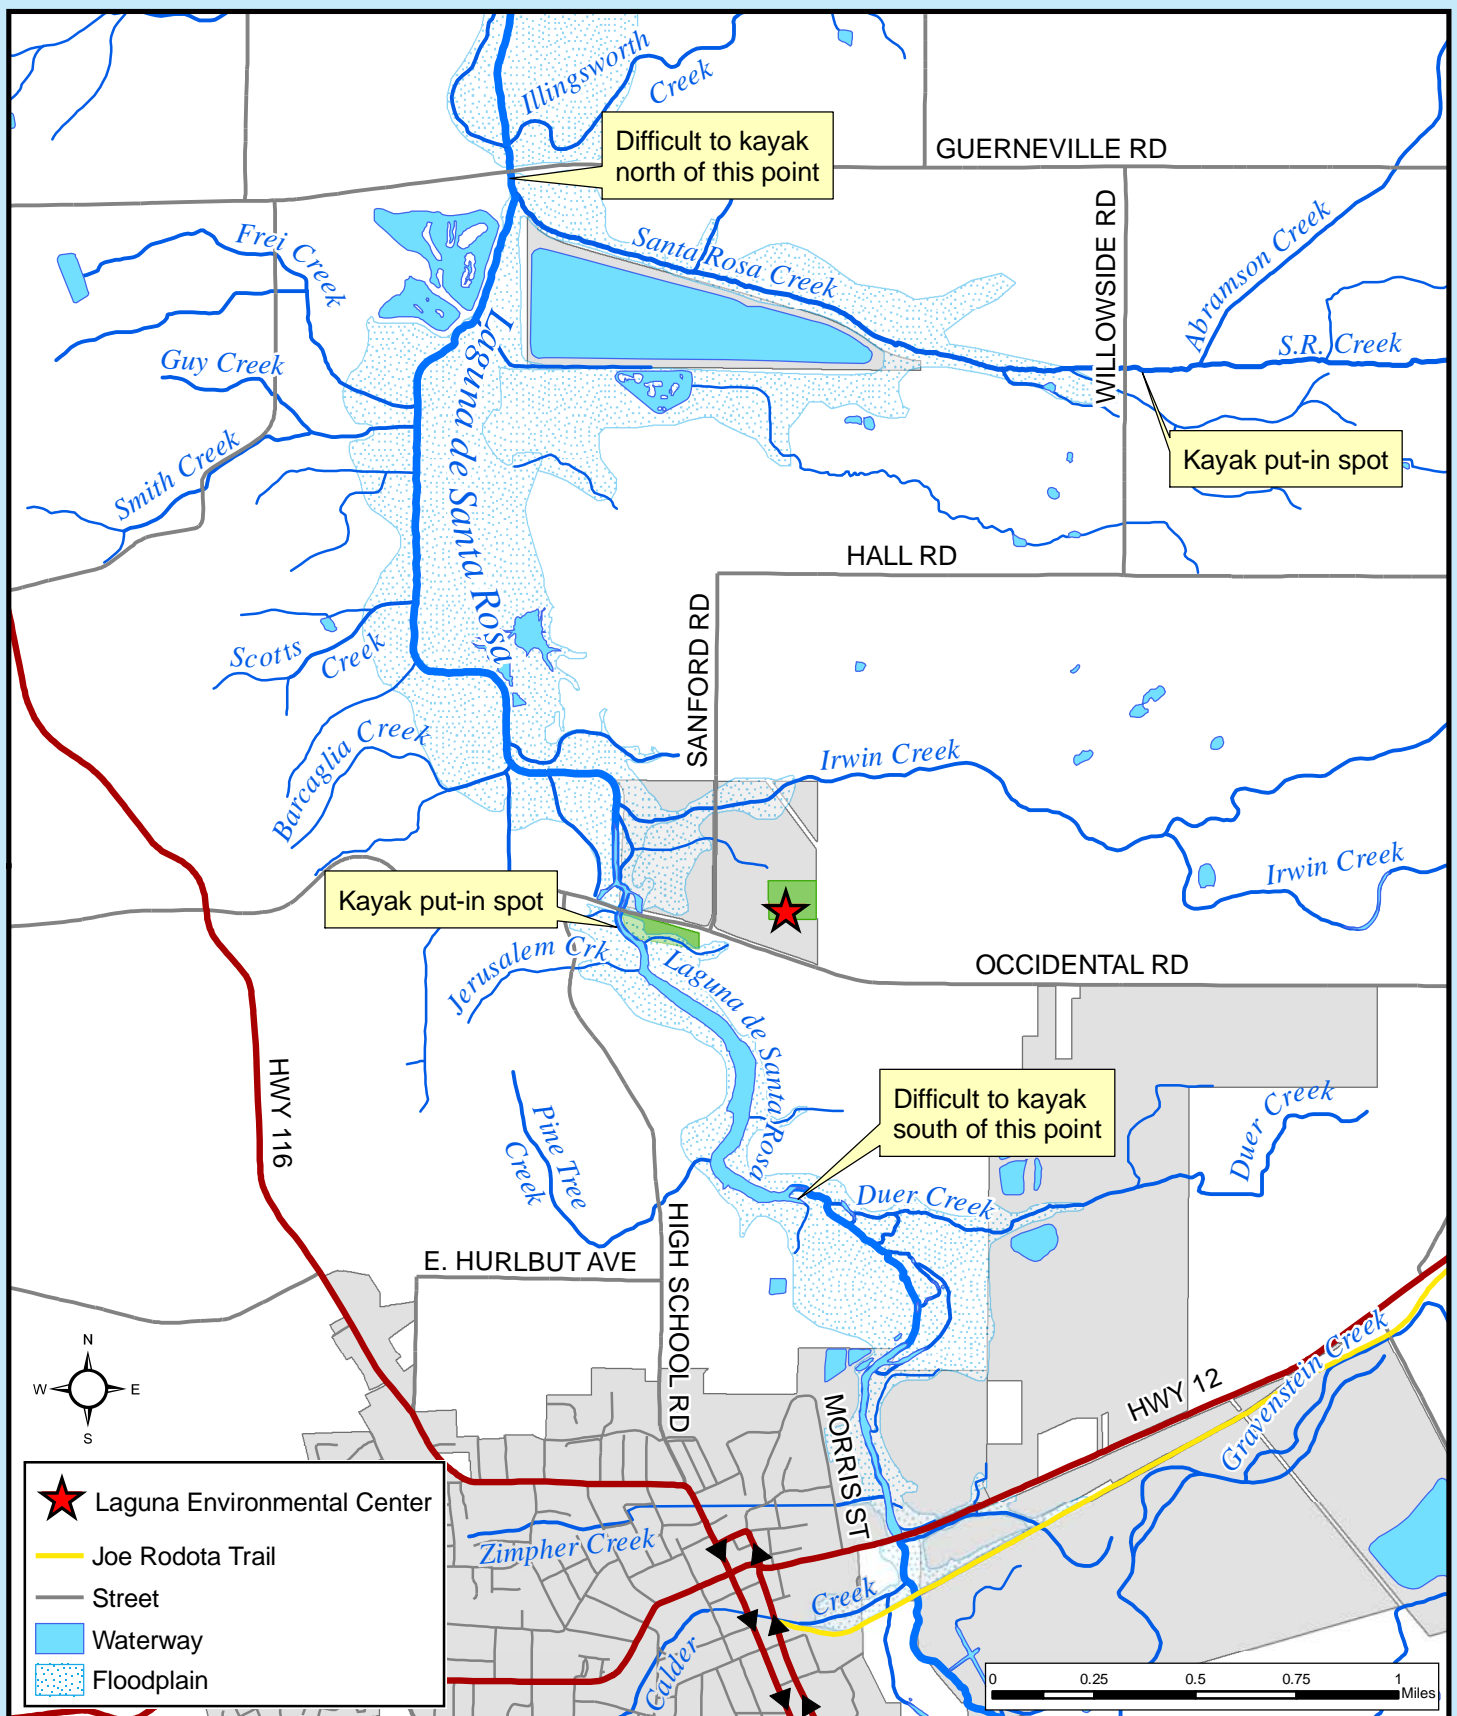 Illingsworth
Creek
Difficult to kayak
north of this point
GUERNEVILLE RD
Frei Creek
Santa Rosa Creek
WILLOWSIDE RD
Abramson Creek
S.R. Creek
Guy Creek
Laguna de Santa Rosa
Smith Creek
Kayak put-in spot
HALL RD
SANFORD RD
Scotts
Creek
Barcaglia Creek
Irwin Creek
Irwin Creek
Kayak put-in spot
Jerusalem Crk
Laguna de Santa Rosa
OCCIDENTAL RD
HWY 116
Pine Tree
Creek
Difficult to kayak
south of this point
Duer Creek
Duer Creek
HIGH SCHOOL RD
E. HURLBUT AVE
N
W
E
S
MORRIS ST
HWY 12
Gravenstein Creek
Zimpher Creek
Calder
Creek
Laguna Environmental Center
Joe Rodota Trail
Street
Waterway
Floodplain
0
0.25
0.5
0.75
1
Miles